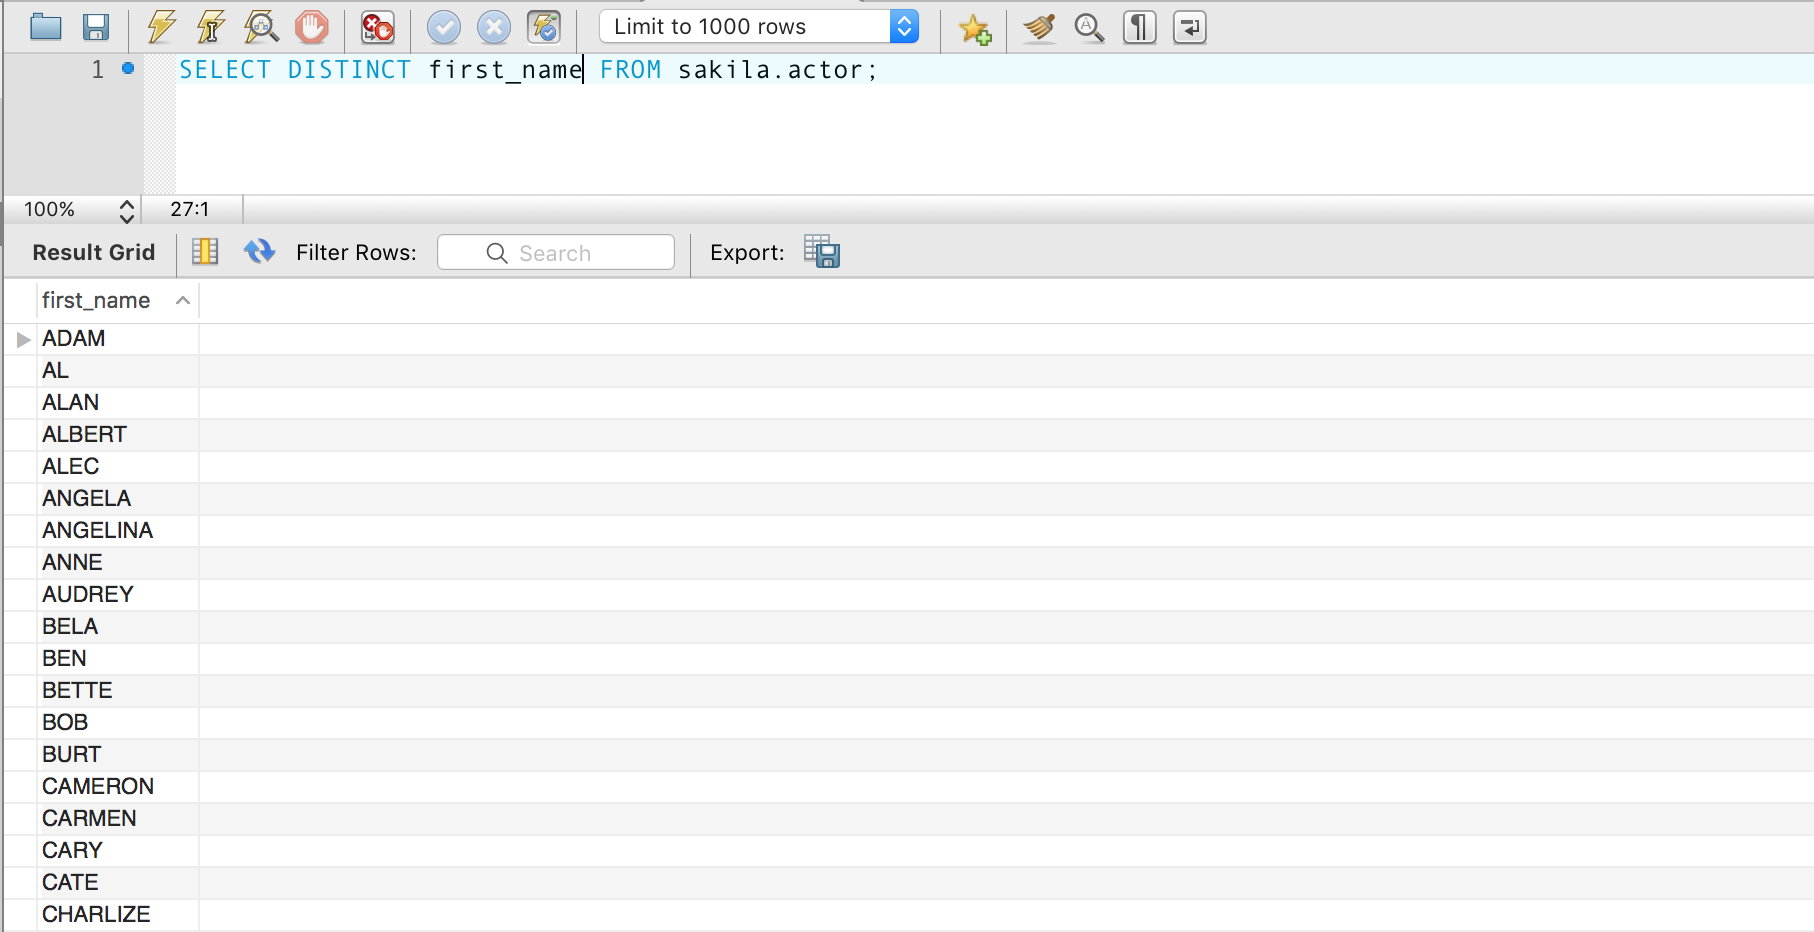 Limit to 1000 rows
1 SELECT DISTINCT first_name FROM sakila.actor;
100% 27:1
Result Grid Filter Rows: Search Export:
first_name
ADAM
AL
ALAN
ALBERT
ALEC
ANGELA
ANGELINA
ANNE
AUDREY
BELA
BEN
BETTE
BOB
BURT
CAMERON
CARMEN
CARY
CATE
CHARLIZE